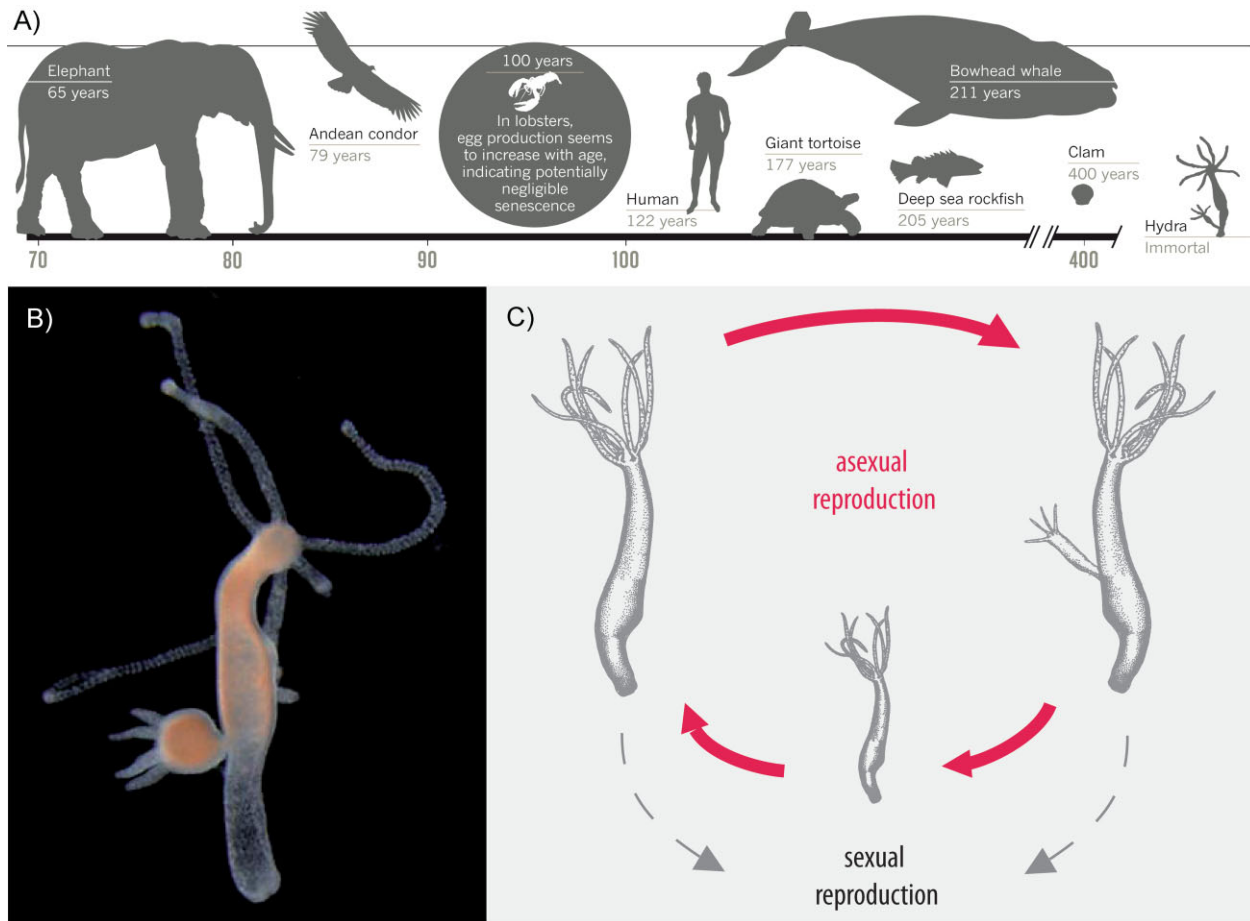 A)
Elephant
65 years
Andean condor
79 years
100 years
In lobsters,
egg production seems
to increase with age,
indicating potentially
negligible
senescence
Human
122 years
Giant tortoise
177 years
Bowhead whale
211 years
Deep sea rockfish
205 years
Clam
400 years
Hydra
Immortal
70
80
90
100
400
B)
C)
asexual
reproduction
sexual
reproduction